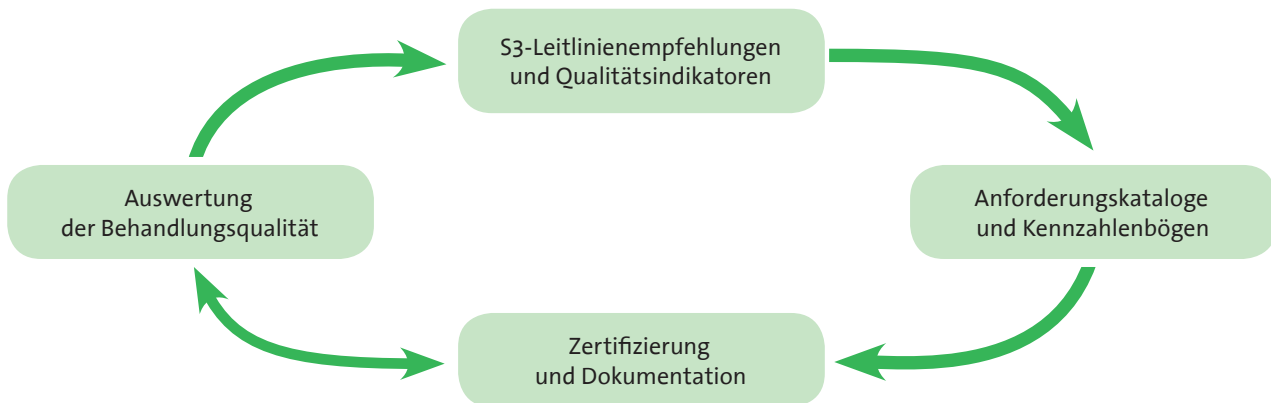 S3-Leitlinienempfehlungen
und Qualitätsindikatoren
Auswertung
der Behandlungsqualität
Anforderungskataloge
und Kennzahlenbögen
Zertifizierung
und Dokumentation